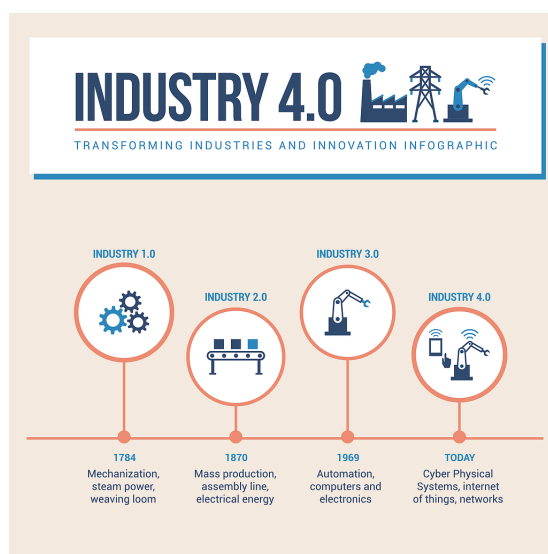 INDUSTRY 4.0
TRANSFORMING INDUSTRIES AND INNOVATION INFOGRAPHIC
INDUSTRY 1.0
INDUSTRY 2.0
INDUSTRY 3.0
INDUSTRY 4.0
1784
Mechanization,
steam power,
weaving loom
1870
Mass production,
assembly line,
electrical energy
1969
Automation,
computers and
electronics
TODAY
Cyber Physical
Systems, internet
of things, networks